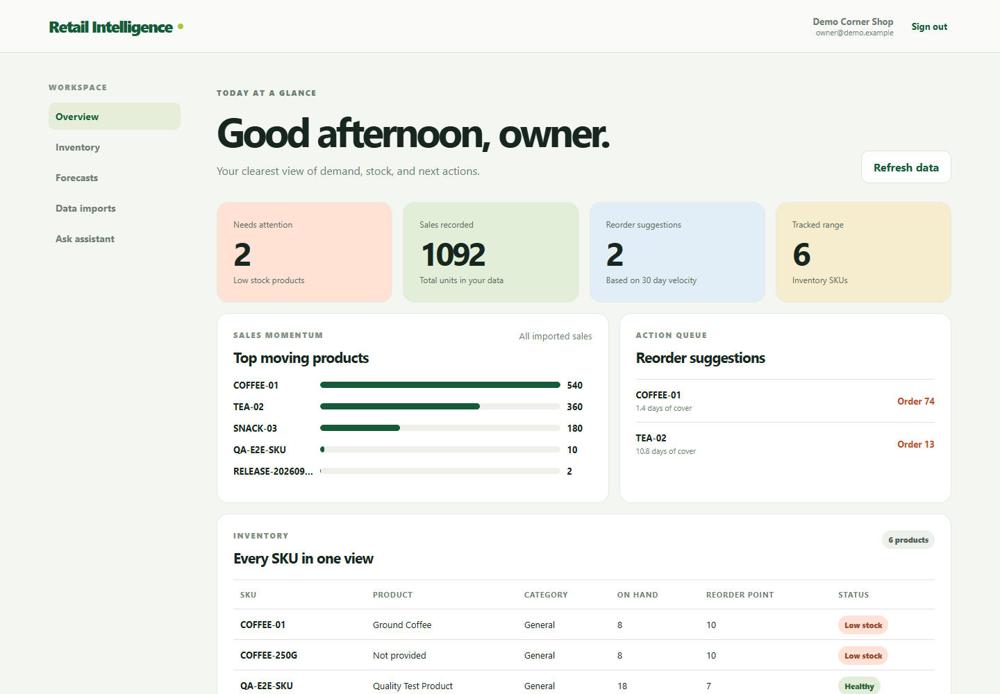 Retail Intelligence
Demo Corner Shop
owner@demo.example
Sign out
WORKSPACE
Overview
Inventory
Forecasts
Data imports
Ask assistant
TODAY AT A GLANCE
Good afternoon, owner.
Your clearest view of demand, stock, and next actions.
Refresh data
Needs attention
2
Low stock products
Sales recorded
1092
Total units in your data
Reorder suggestions
2
Based on 30 day velocity
Tracked range
6
Inventory SKUs
SALES MOMENTUM
All imported sales
Top moving products
COFFEE-01 540
TEA-02 360
SNACK-03 180
QA-E2E-SKU 10
RELEASE-202609... 2
ACTION QUEUE
Reorder suggestions
COFFEE-01
1.4 days of cover
Order 74
TEA-02
10.8 days of cover
Order 13
INVENTORY
6 products
Every SKU in one view
SKU PRODUCT CATEGORY ON HAND REORDER POINT STATUS
COFFEE-01 Ground Coffee General 8 10 Low stock
COFFEE-250G Not provided General 8 10 Low stock
QA-E2E-SKU Quality Test Product General 18 7 Healthy